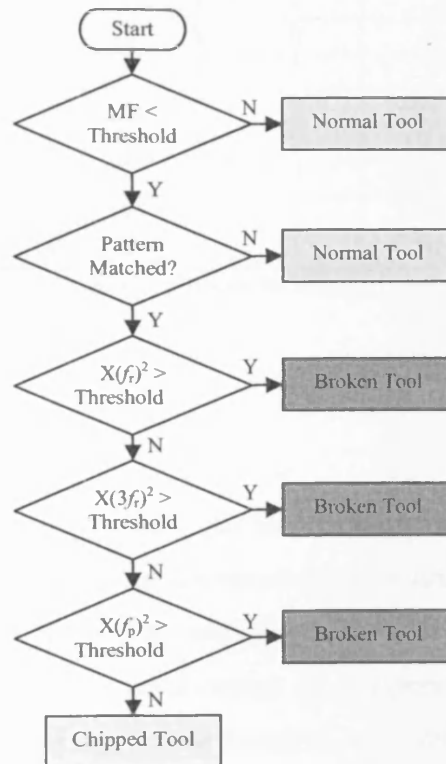 Start
MF <
Threshold
N
Normal Tool
Y
Pattern
Matched?
N
Normal Tool
Y
X(fr)² >
Threshold
Y
Broken Tool
N
X(3fr)² >
Threshold
Y
Broken Tool
N
X(fp)² >
Threshold
Y
Broken Tool
N
Chipped Tool